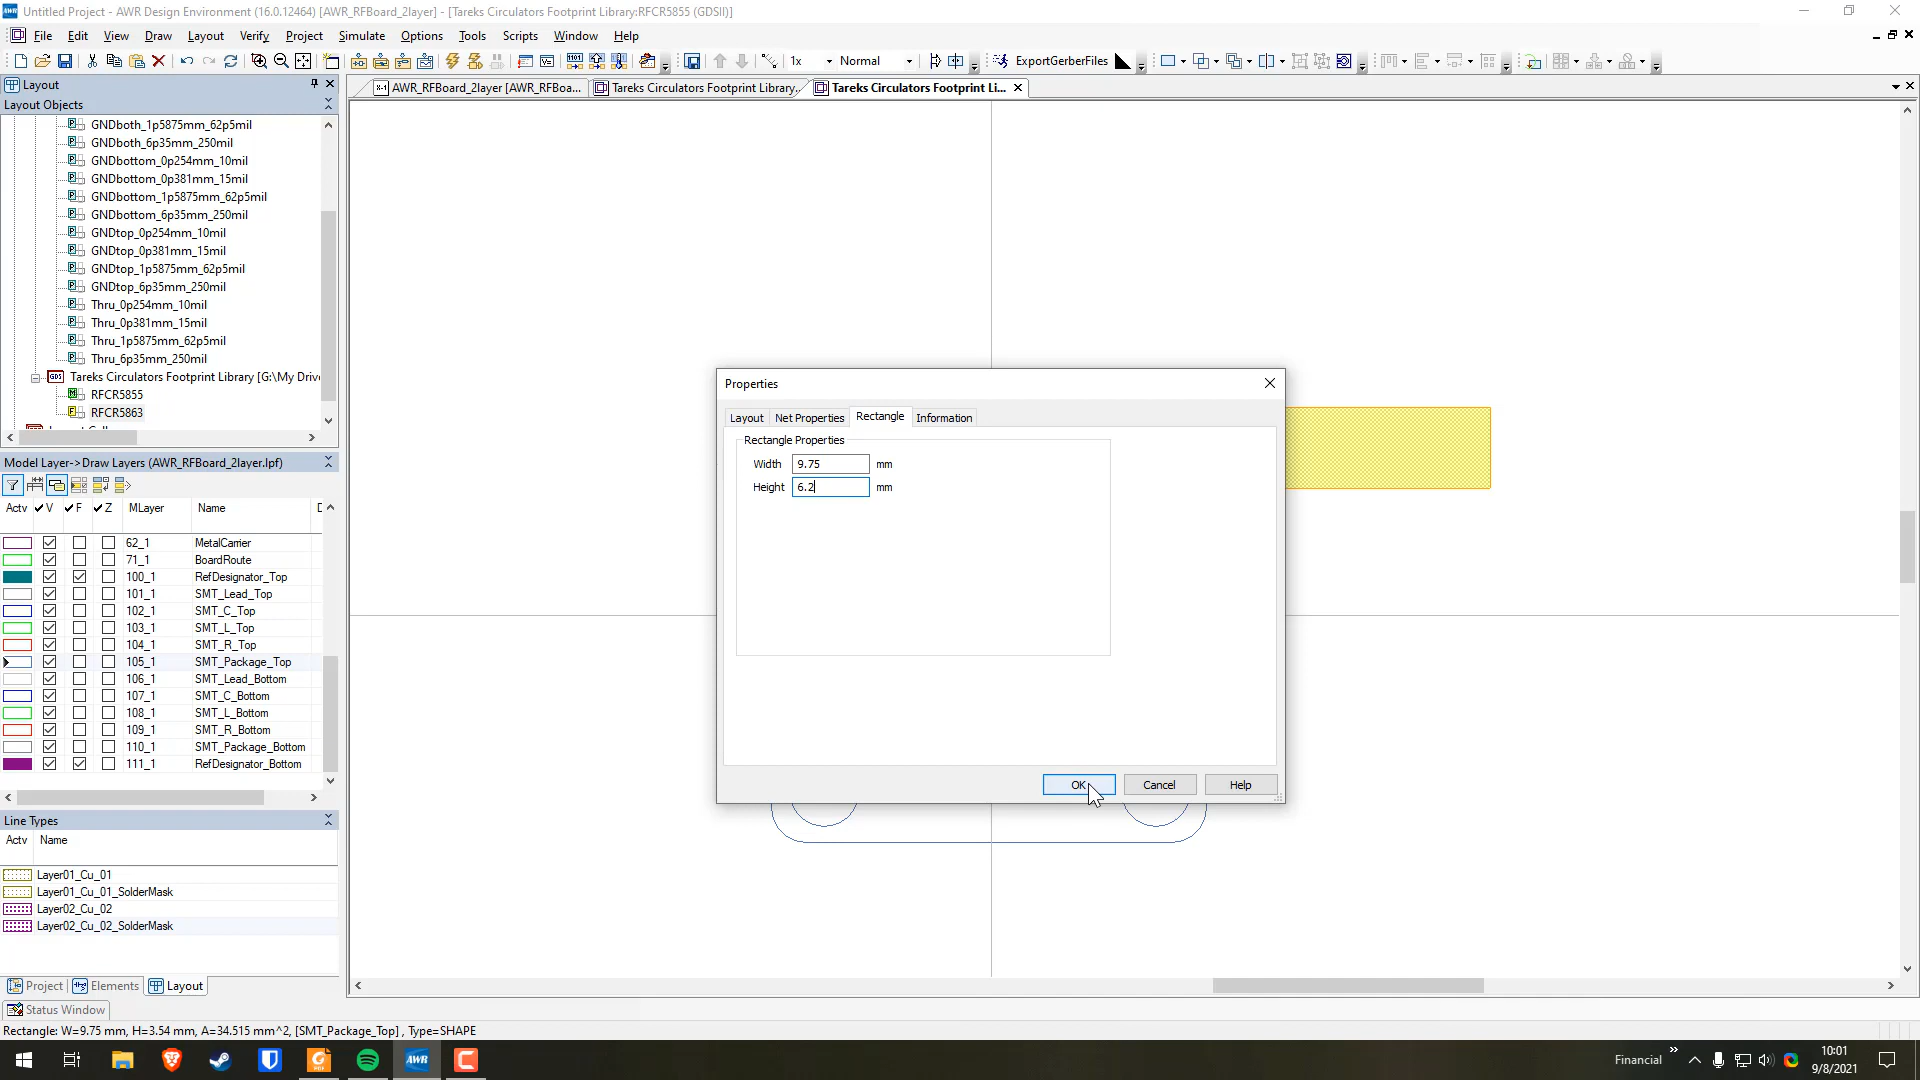 Untitled Project - AWR Design Environment (16.0.12464) [AWR_RFBoard_2layer] - [Tareks Circulators Footprint Library:RFCR5855 (GDSII)]
File Edit View Draw Layout Verify Project Simulate Options Tools Scripts Window Help
1x Normal ExportGerberFiles
Layout
AWR_RFBoard_2layer [AWR_RFBoa... Tareks Circulators Footprint Library... Tareks Circulators Footprint Li...
Layout Objects
GNDboth_1p5875mm_62p5mil
GNDboth_6p35mm_250mil
GNDbottom_0p254mm_10mil
GNDbottom_0p381mm_15mil
GNDbottom_1p5875mm_62p5mil
GNDbottom_6p35mm_250mil
GNDtop_0p254mm_10mil
GNDtop_0p381mm_15mil
GNDtop_1p5875mm_62p5mil
GNDtop_6p35mm_250mil
Thru_0p254mm_10mil
Thru_0p381mm_15mil
Thru_1p5875mm_62p5mil
Thru_6p35mm_250mil
GDS Tareks Circulators Footprint Library [G:\My Driv
RFCR5855
RFCR5863
Model Layer->Draw Layers (AWR_RFBoard_2layer.lpf)
Actv V F Z MLayer Name
62_1 MetalCarrier
71_1 BoardRoute
100_1 RefDesignator_Top
101_1 SMT_Lead_Top
102_1 SMT_C_Top
103_1 SMT_L_Top
104_1 SMT_R_Top
105_1 SMT_Package_Top
106_1 SMT_Lead_Bottom
107_1 SMT_C_Bottom
108_1 SMT_L_Bottom
109_1 SMT_R_Bottom
110_1 SMT_Package_Bottom
111_1 RefDesignator_Bottom
Line Types
Actv Name
Layer01_Cu_01
Layer01_Cu_01_SolderMask
Layer02_Cu_02
Layer02_Cu_02_SolderMask
Project Elements Layout
Status Window
Rectangle: W=9.75 mm, H=3.54 mm, A=34.515 mm^2, [SMT_Package_Top] , Type=SHAPE
Properties
Layout Net Properties Rectangle Information
Rectangle Properties
Width 9.75 mm
Height 6.2 mm
OK Cancel Help
AWR
Financial
10:01
9/8/2021